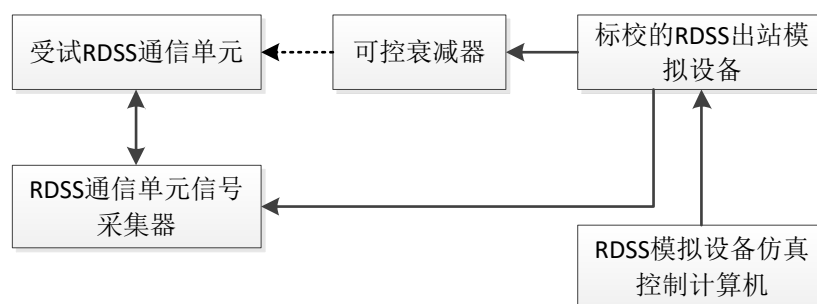 受试RDSS通信单元
可控衰减器
标校的RDSS出站模
拟设备
RDSS通信单元信号
采集器
RDSS模拟设备仿真
控制计算机